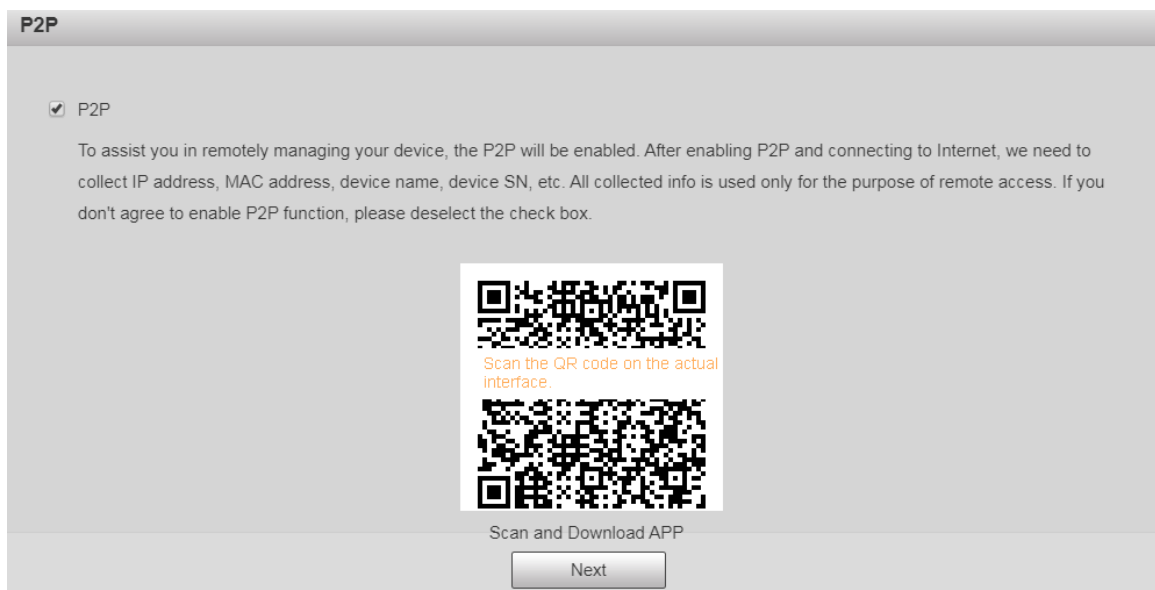 P2P
P2P
To assist you in remotely managing your device, the P2P will be enabled. After enabling P2P and connecting to Internet, we need to
collect IP address, MAC address, device name, device SN, etc. All collected info is used only for the purpose of remote access. If you
don't agree to enable P2P function, please deselect the check box.
Scan the QR code on the actual
interface.
Scan and Download APP
Next